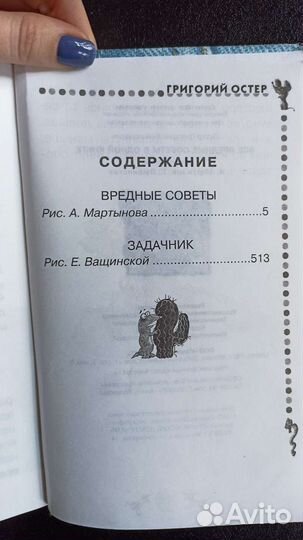 ГРИГОРИЙ ОСТЕР
СОДЕРЖАНИЕ
ВРЕДНЫЕ СОВЕТЫ
Рис. А. Мартынова....................5
ЗАДАЧНИК
Рис. Е. Ващинской....................513
Avito